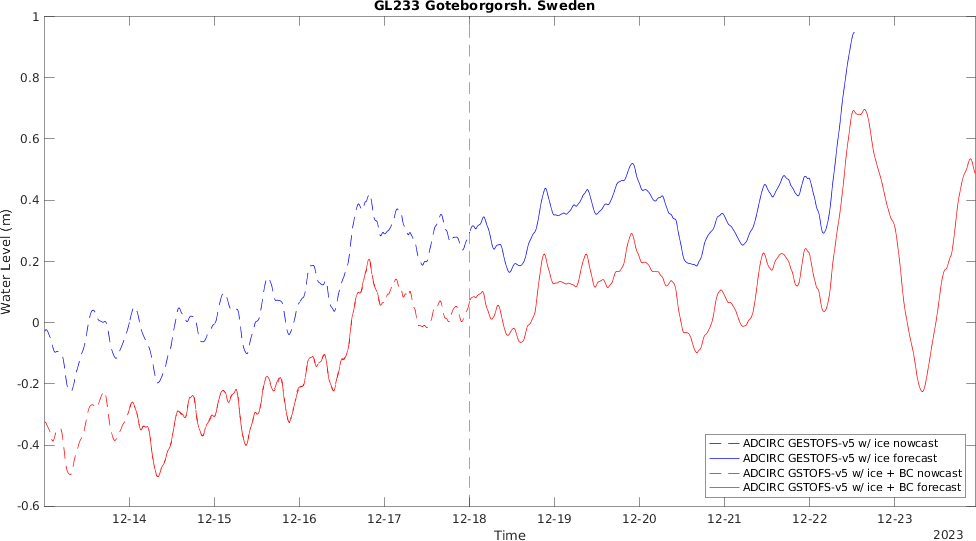 GL233 Goteborgorsh. Sweden
1
0.8
0.6
0.4
0.2
0
-0.2
-0.4
-0.6
Water Level (m)
12-14 12-15 12-16 12-17 12-18 12-19 12-20 12-21 12-22 12-23
Time
2023
ADCIRC GESTOFS-v5 w/ ice nowcast
ADCIRC GESTOFS-v5 w/ ice forecast
ADCIRC GSTOFS-v5 w/ ice + BC nowcast
ADCIRC GSTOFS-v5 w/ ice + BC forecast